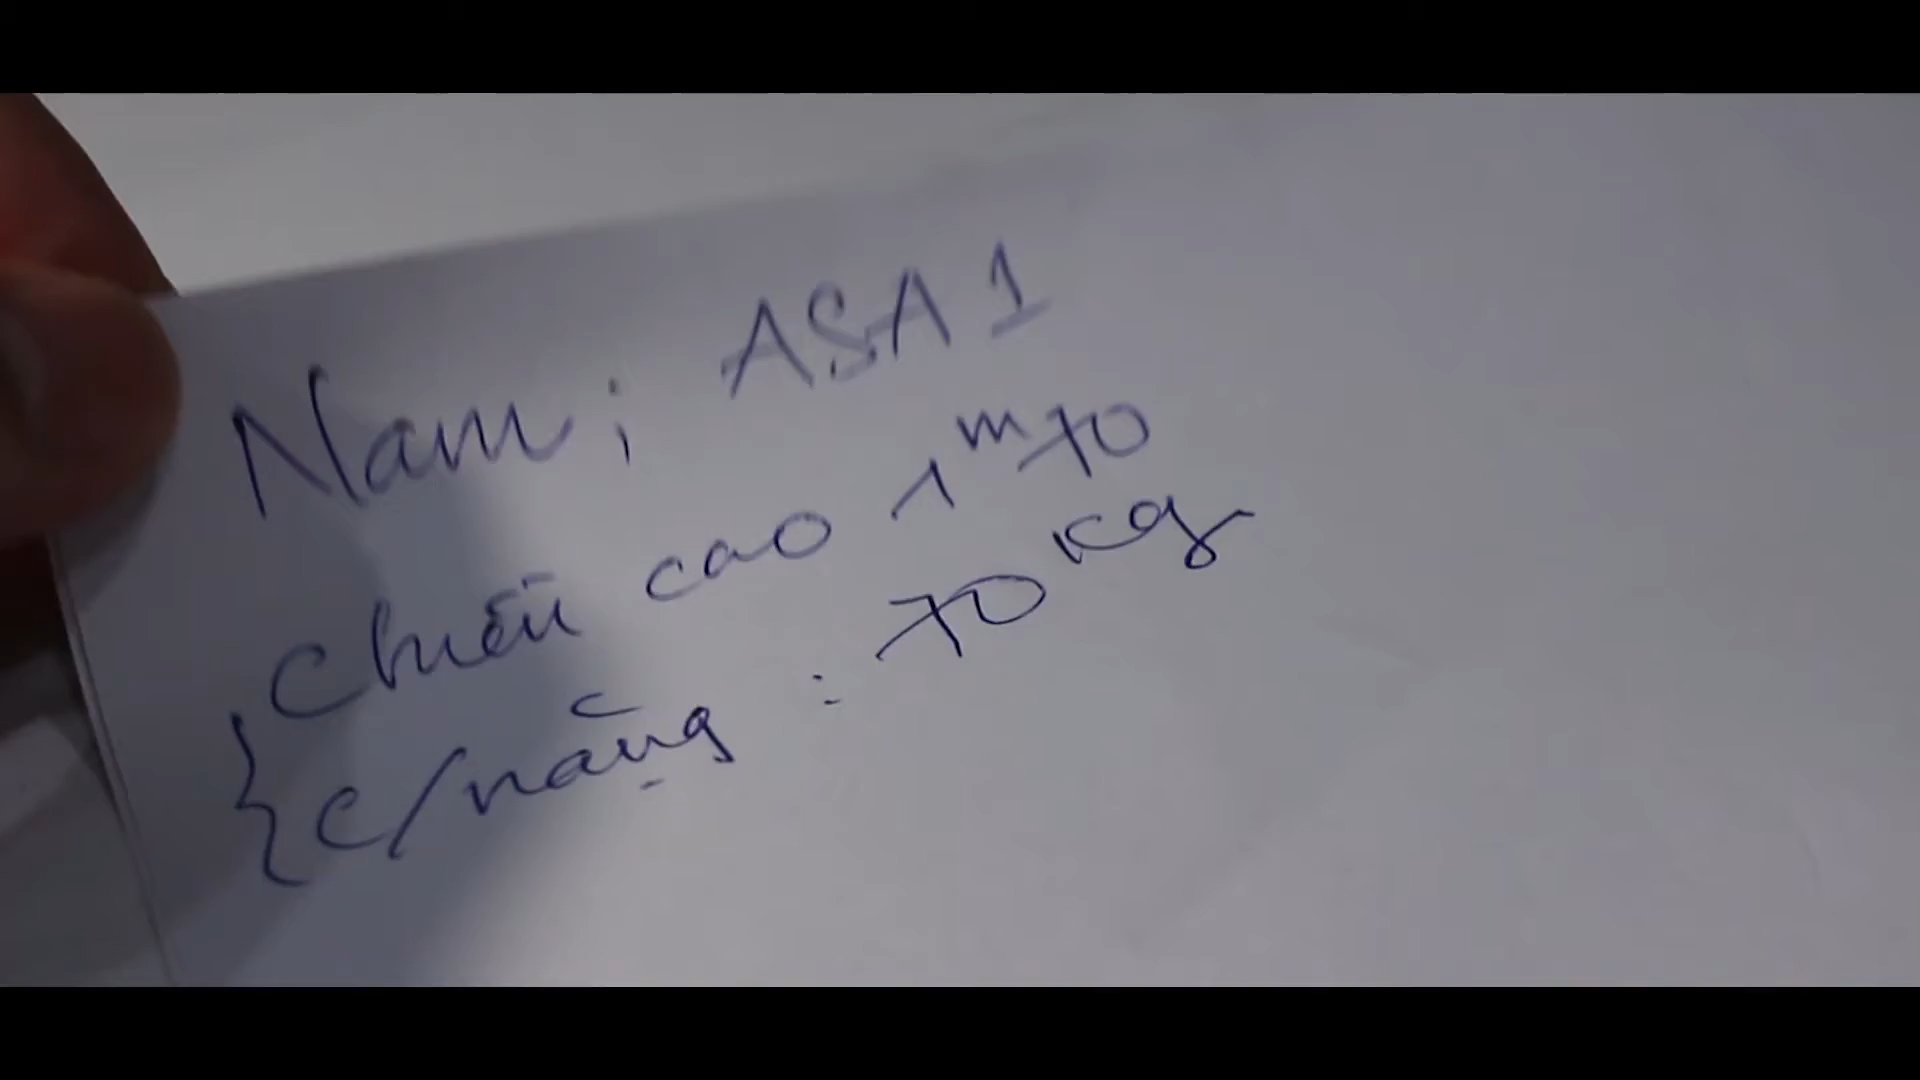 Nam; ASA 1
Chiều cao 1m70
C/nặng : 70 kg